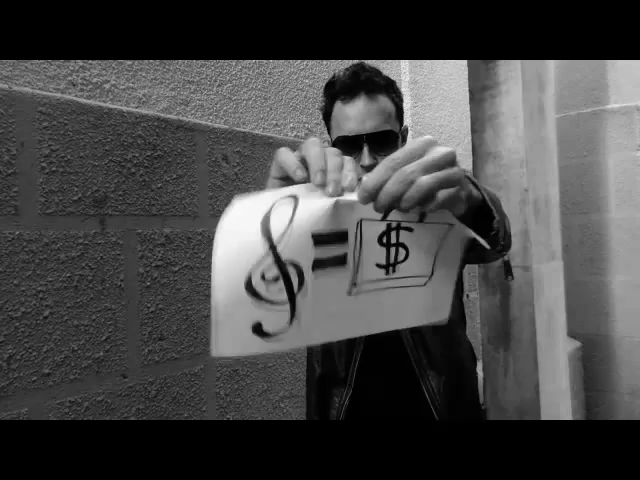 𝄞 = $